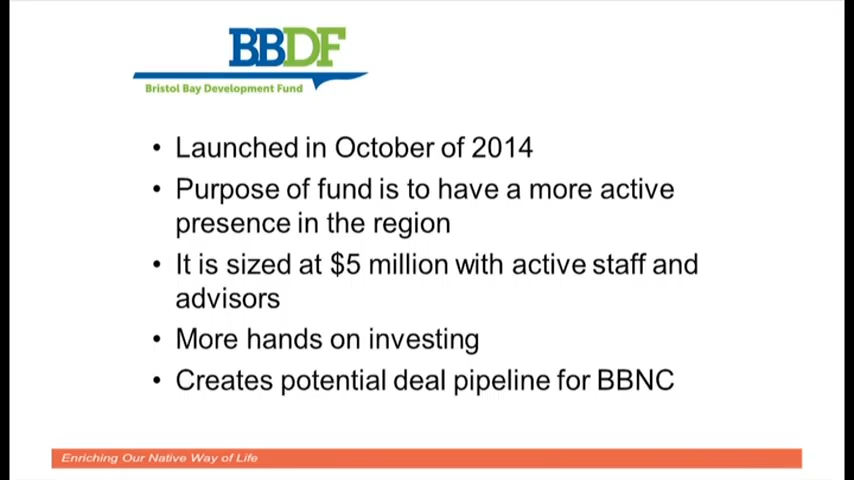 BBDF
Bristol Bay Development Fund
• Launched in October of 2014
• Purpose of fund is to have a more active
presence in the region
• It is sized at $5 million with active staff and
advisors
• More hands on investing
• Creates potential deal pipeline for BBNC
Enriching Our Native Way of Life